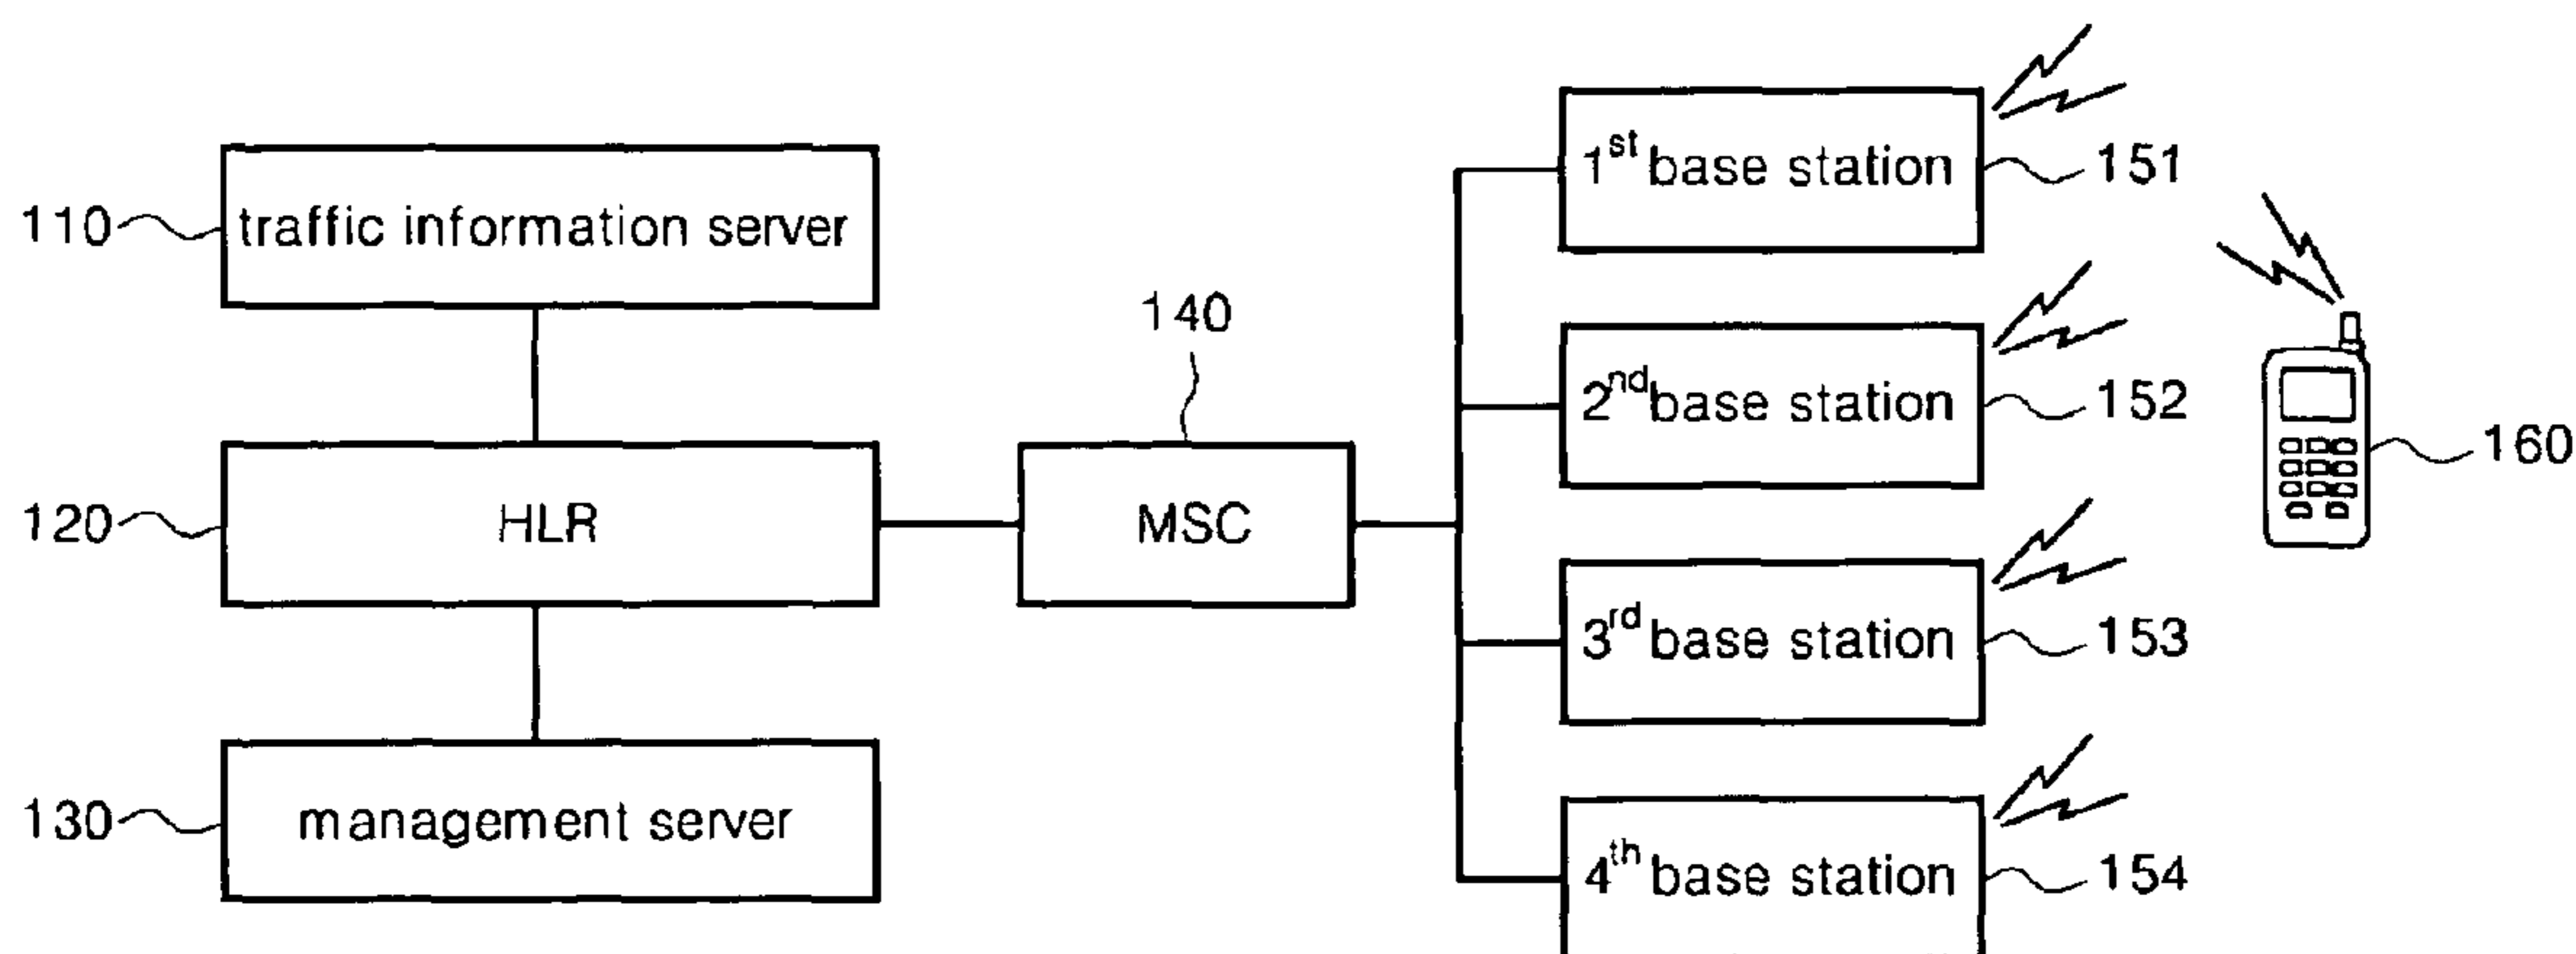 110 traffic information server
120 HLR
130 management server
140
MSC
1st base station 151
2nd base station 152
3rd base station 153
4th base station 154
160